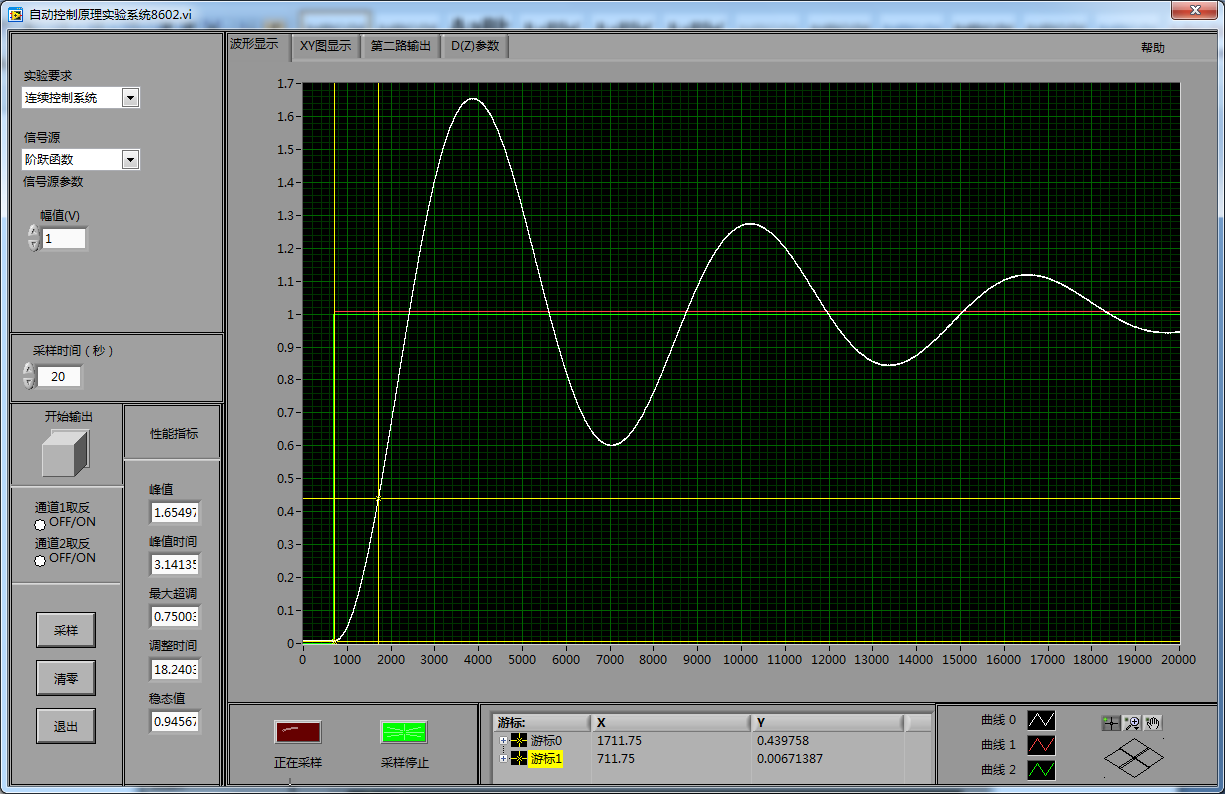 自动控制原理实验系统8602.vi
波形显示 XY图显示 第二路输出 D(Z)参数 帮助
实验要求
连续控制系统
信号源
阶跃函数
信号源参数
幅值(V)
1
采样时间（秒）
20
开始输出
性能指标
通道1取反
OFF/ON
通道2取反
OFF/ON
采样
清零
退出
峰值
1.65497
峰值时间
3.14135
最大超调
0.75003
调整时间
18.2403
稳态值
0.94567
1.7
1.6
1.5
1.4
1.3
1.2
1.1
1
0.9
0.8
0.7
0.6
0.5
0.4
0.3
0.2
0.1
0
0 1000 2000 3000 4000 5000 6000 7000 8000 9000 10000 11000 12000 13000 14000 15000 16000 17000 18000 19000 20000
正在采样 采样停止
游标: X Y
游标0 1711.75 0.439758
游标1 711.75 0.00671387
曲线 0
曲线 1
曲线 2